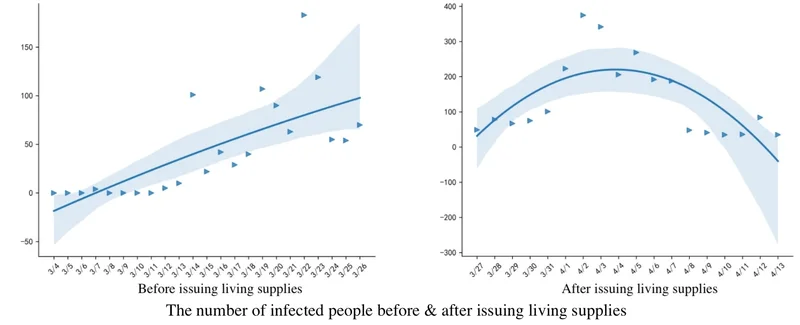 150
100
50
0
−50
3/4 3/5 3/6 3/7 3/8 3/9 3/10 3/11 3/12 3/13 3/14 3/15 3/16 3/17 3/18 3/19 3/20 3/21 3/22 3/23 3/24 3/25 3/26
Before issuing living supplies
400
300
200
100
0
−100
−200
−300
3/27 3/28 3/29 3/30 3/31 4/1 4/2 4/3 4/4 4/5 4/6 4/7 4/8 4/9 4/10 4/11 4/12 4/13
After issuing living supplies
The number of infected people before & after issuing living supplies